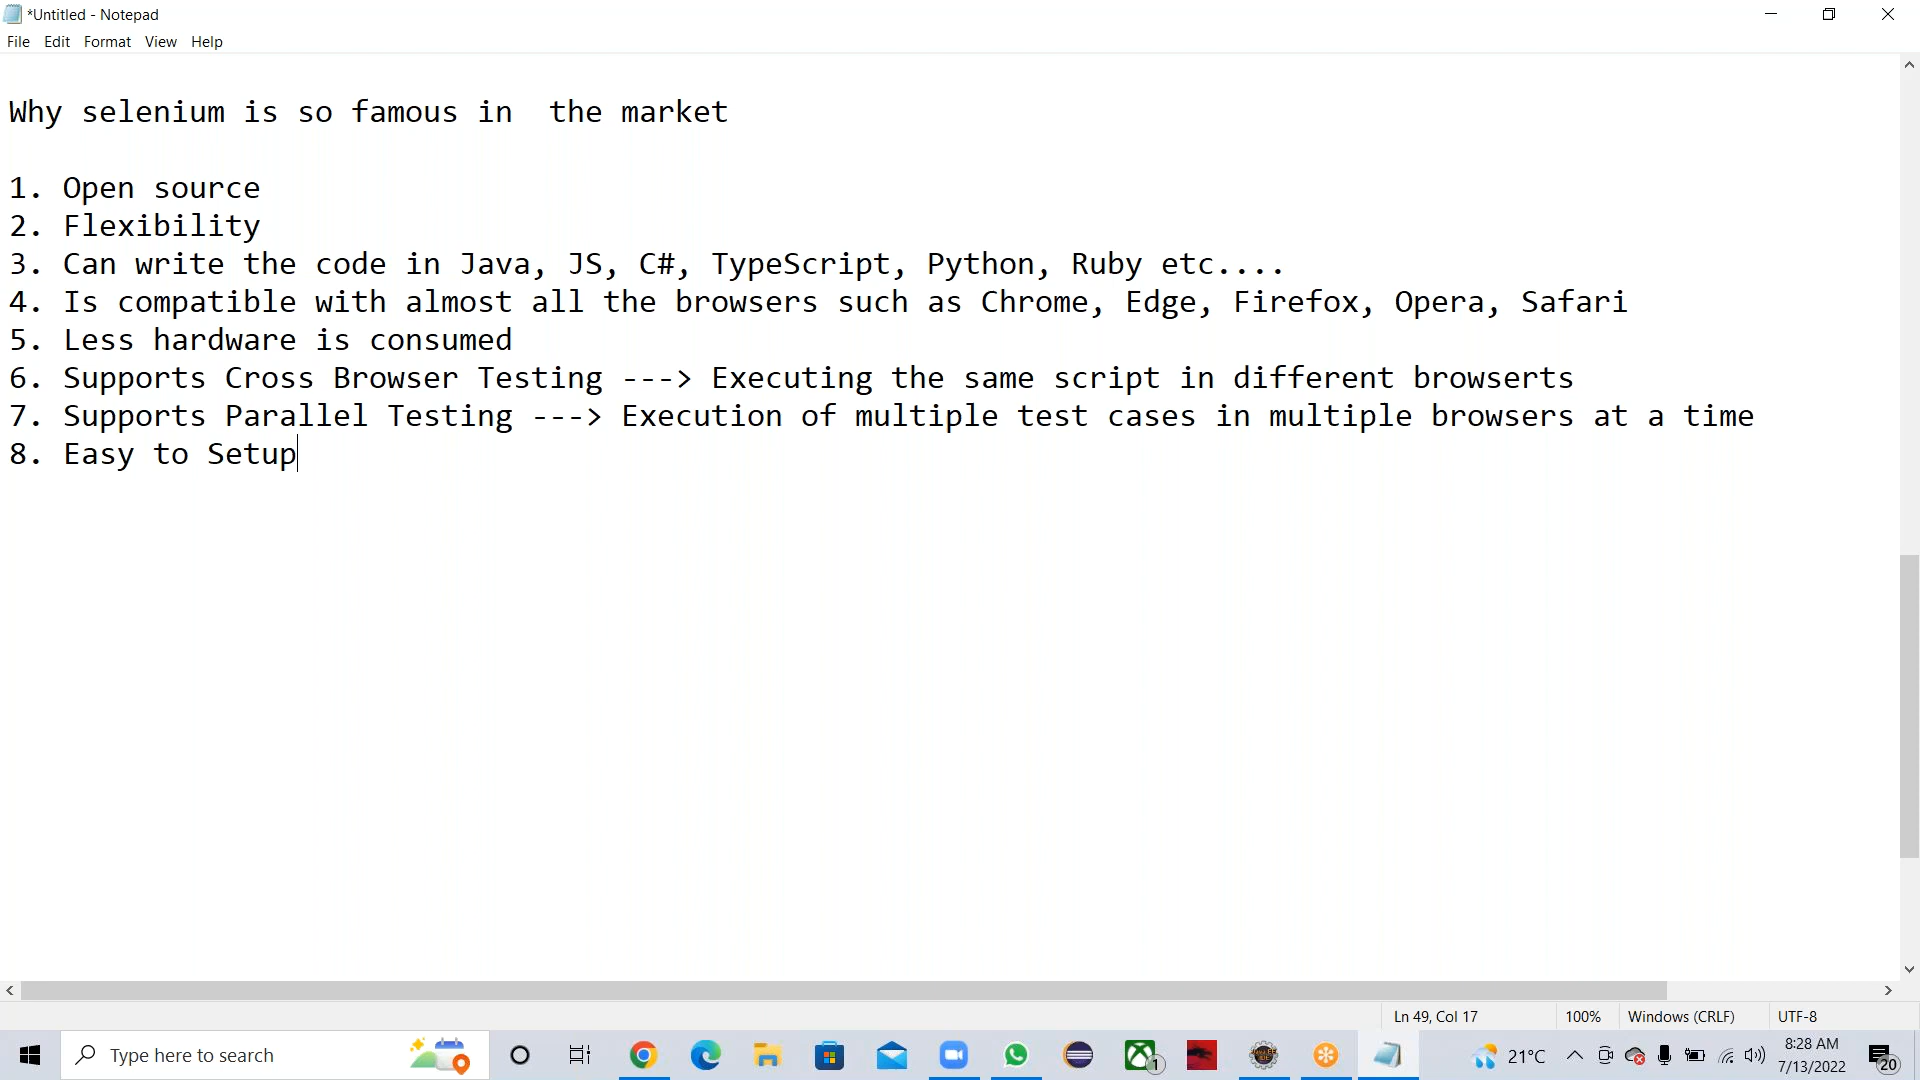 *Untitled - Notepad
File Edit Format View Help
Why selenium is so famous in  the market
1. Open source
2. Flexibility
3. Can write the code in Java, JS, C#, TypeScript, Python, Ruby etc....
4. Is compatible with almost all the browsers such as Chrome, Edge, Firefox, Opera, Safari
5. Less hardware is consumed
6. Supports Cross Browser Testing ---> Executing the same script in different browserts
7. Supports Parallel Testing ---> Execution of multiple test cases in multiple browsers at a time
8. Easy to Setup
Ln 49, Col 17 100% Windows (CRLF) UTF-8
Type here to search 1 21°C 8:28 AM
7/13/2022 20